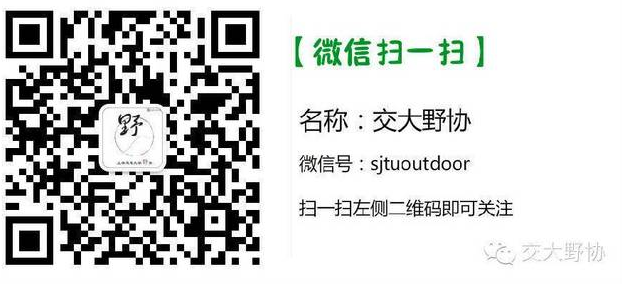 【微信扫一扫】
名称：交大野协
微信号：sjtuoutdoor
扫一扫左侧二维码即可关注
野
交大野协